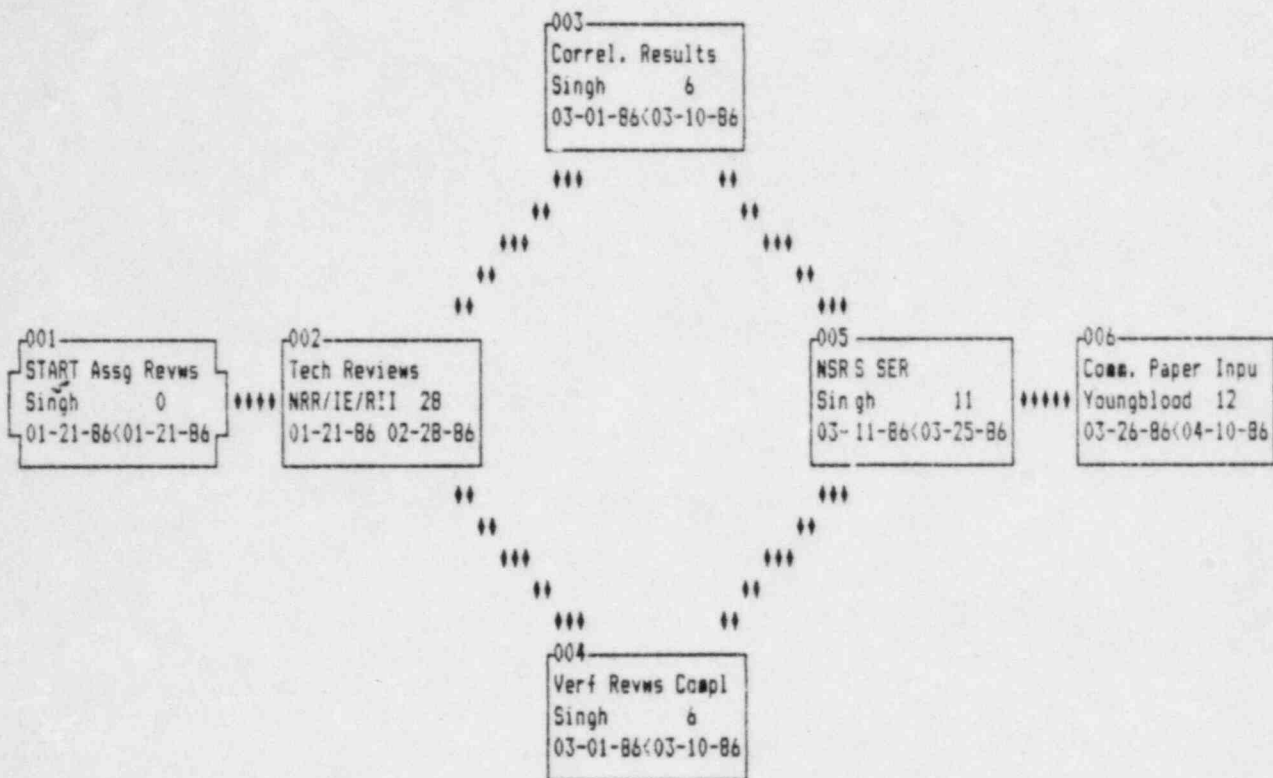 003
Correl. Results
Singh 6
03-01-86<03-10-86
001
START Assg Revws
Singh 0
01-21-86<01-21-86
002
Tech Reviews
NRR/IE/RII 28
01-21-86 02-28-86
005
NSRS SER
Singh 11
03-11-86<03-25-86
006
Comm. Paper Inpu
Youngblood 12
03-26-86<04-10-86
004
Verf Revws Compl
Singh 6
03-01-86<03-10-86